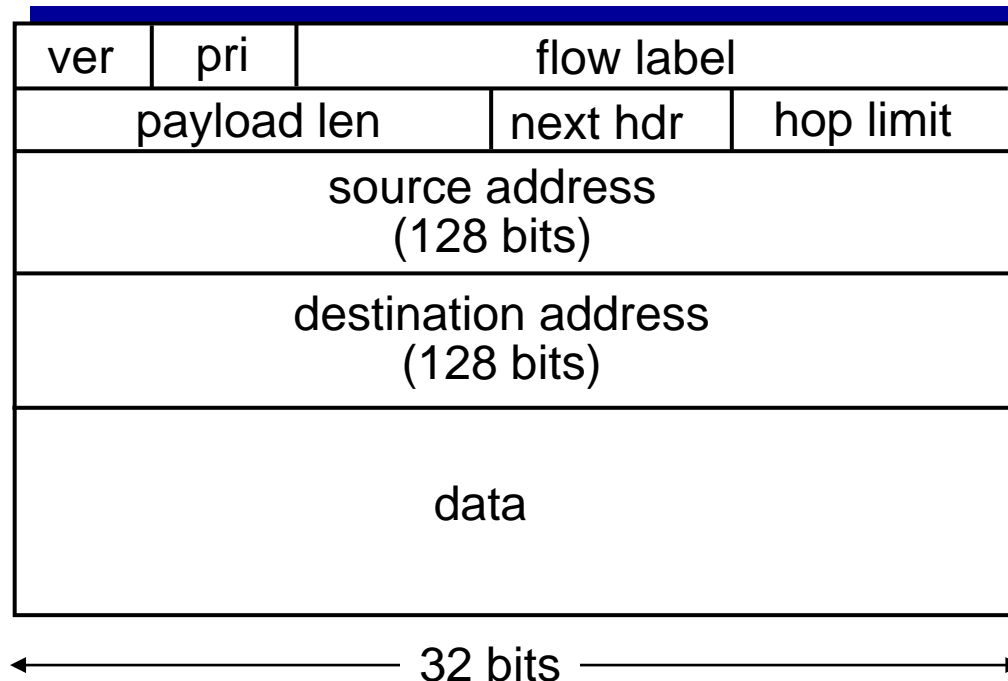 ver pri flow label
payload len next hdr hop limit
source address
(128 bits)
destination address
(128 bits)
data
32 bits